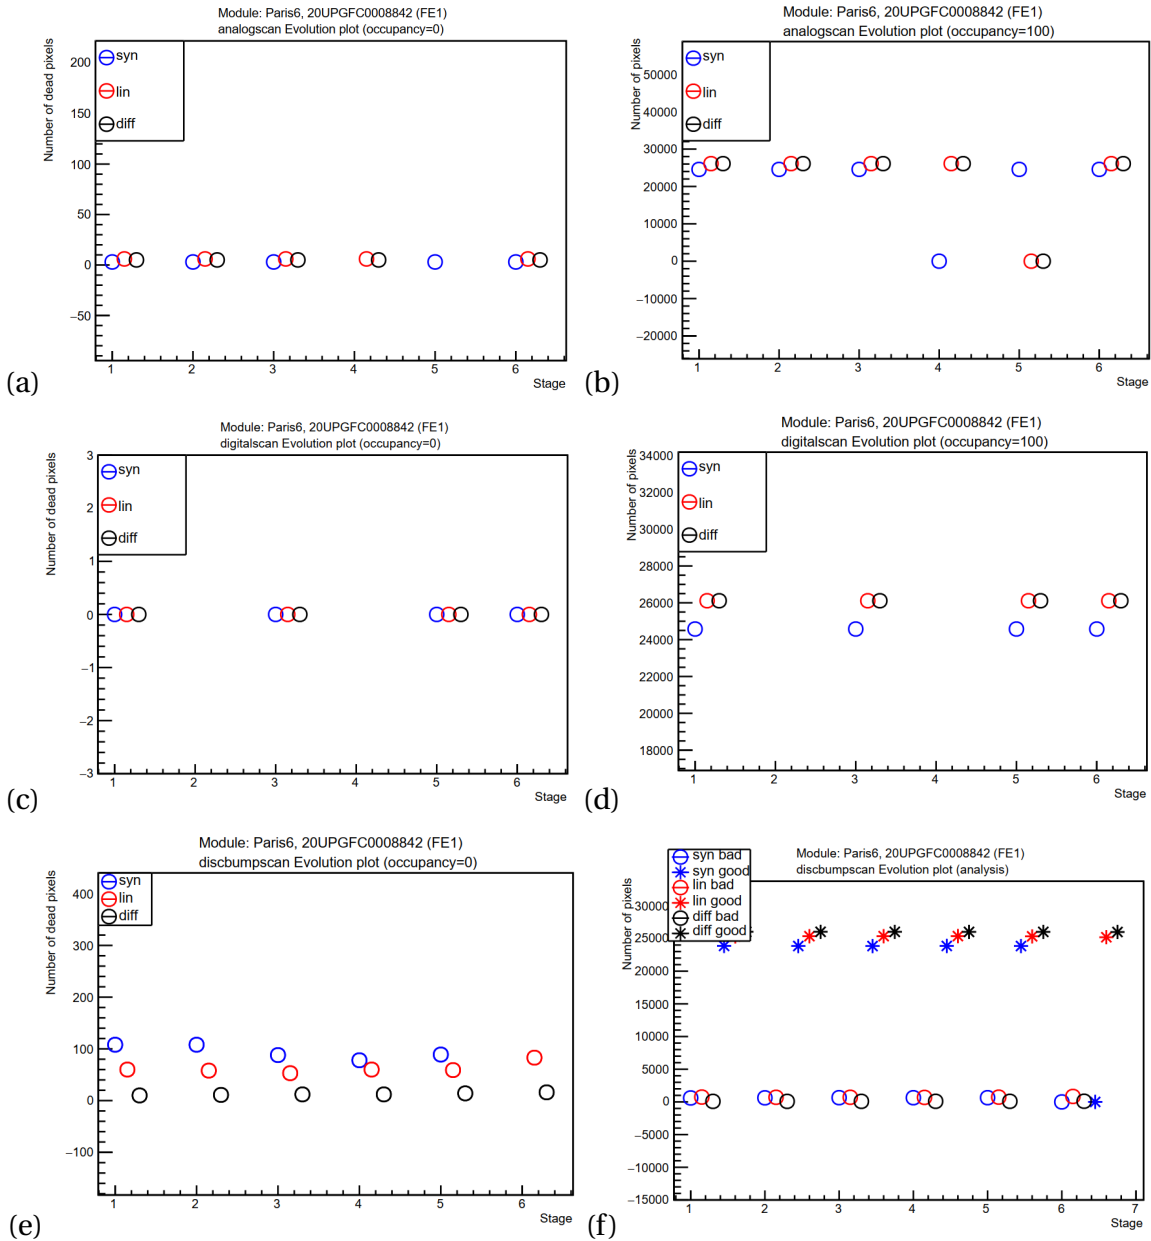 Module: Paris6, 20UPGFC0008842 (FE1)
analogscan Evolution plot (occupancy=0)
Number of dead pixels
syn
lin
diff
200
150
100
50
0
−50
1 2 3 4 5 6
Stage
(a)
Module: Paris6, 20UPGFC0008842 (FE1)
analogscan Evolution plot (occupancy=100)
Number of pixels
syn
lin
diff
50000
40000
30000
20000
10000
0
−10000
−20000
1 2 3 4 5 6
Stage
(b)
Module: Paris6, 20UPGFC0008842 (FE1)
digitalscan Evolution plot (occupancy=0)
Number of dead pixels
syn
lin
diff
3
2
1
0
−1
−2
−3
1 2 3 4 5 6
Stage
(c)
Module: Paris6, 20UPGFC0008842 (FE1)
digitalscan Evolution plot (occupancy=100)
Number of pixels
syn
lin
diff
34000
32000
30000
28000
26000
24000
22000
20000
18000
1 2 3 4 5 6
Stage
(d)
Module: Paris6, 20UPGFC0008842 (FE1)
discbumpscan Evolution plot (occupancy=0)
Number of dead pixels
syn
lin
diff
400
300
200
100
0
−100
1 2 3 4 5 6
Stage
(e)
Module: Paris6, 20UPGFC0008842 (FE1)
discbumpscan Evolution plot (analysis)
Number of pixels
syn bad
syn good
lin bad
lin good
diff bad
diff good
30000
25000
20000
15000
10000
5000
0
−5000
−10000
−15000
1 2 3 4 5 6 7
Stage
(f)